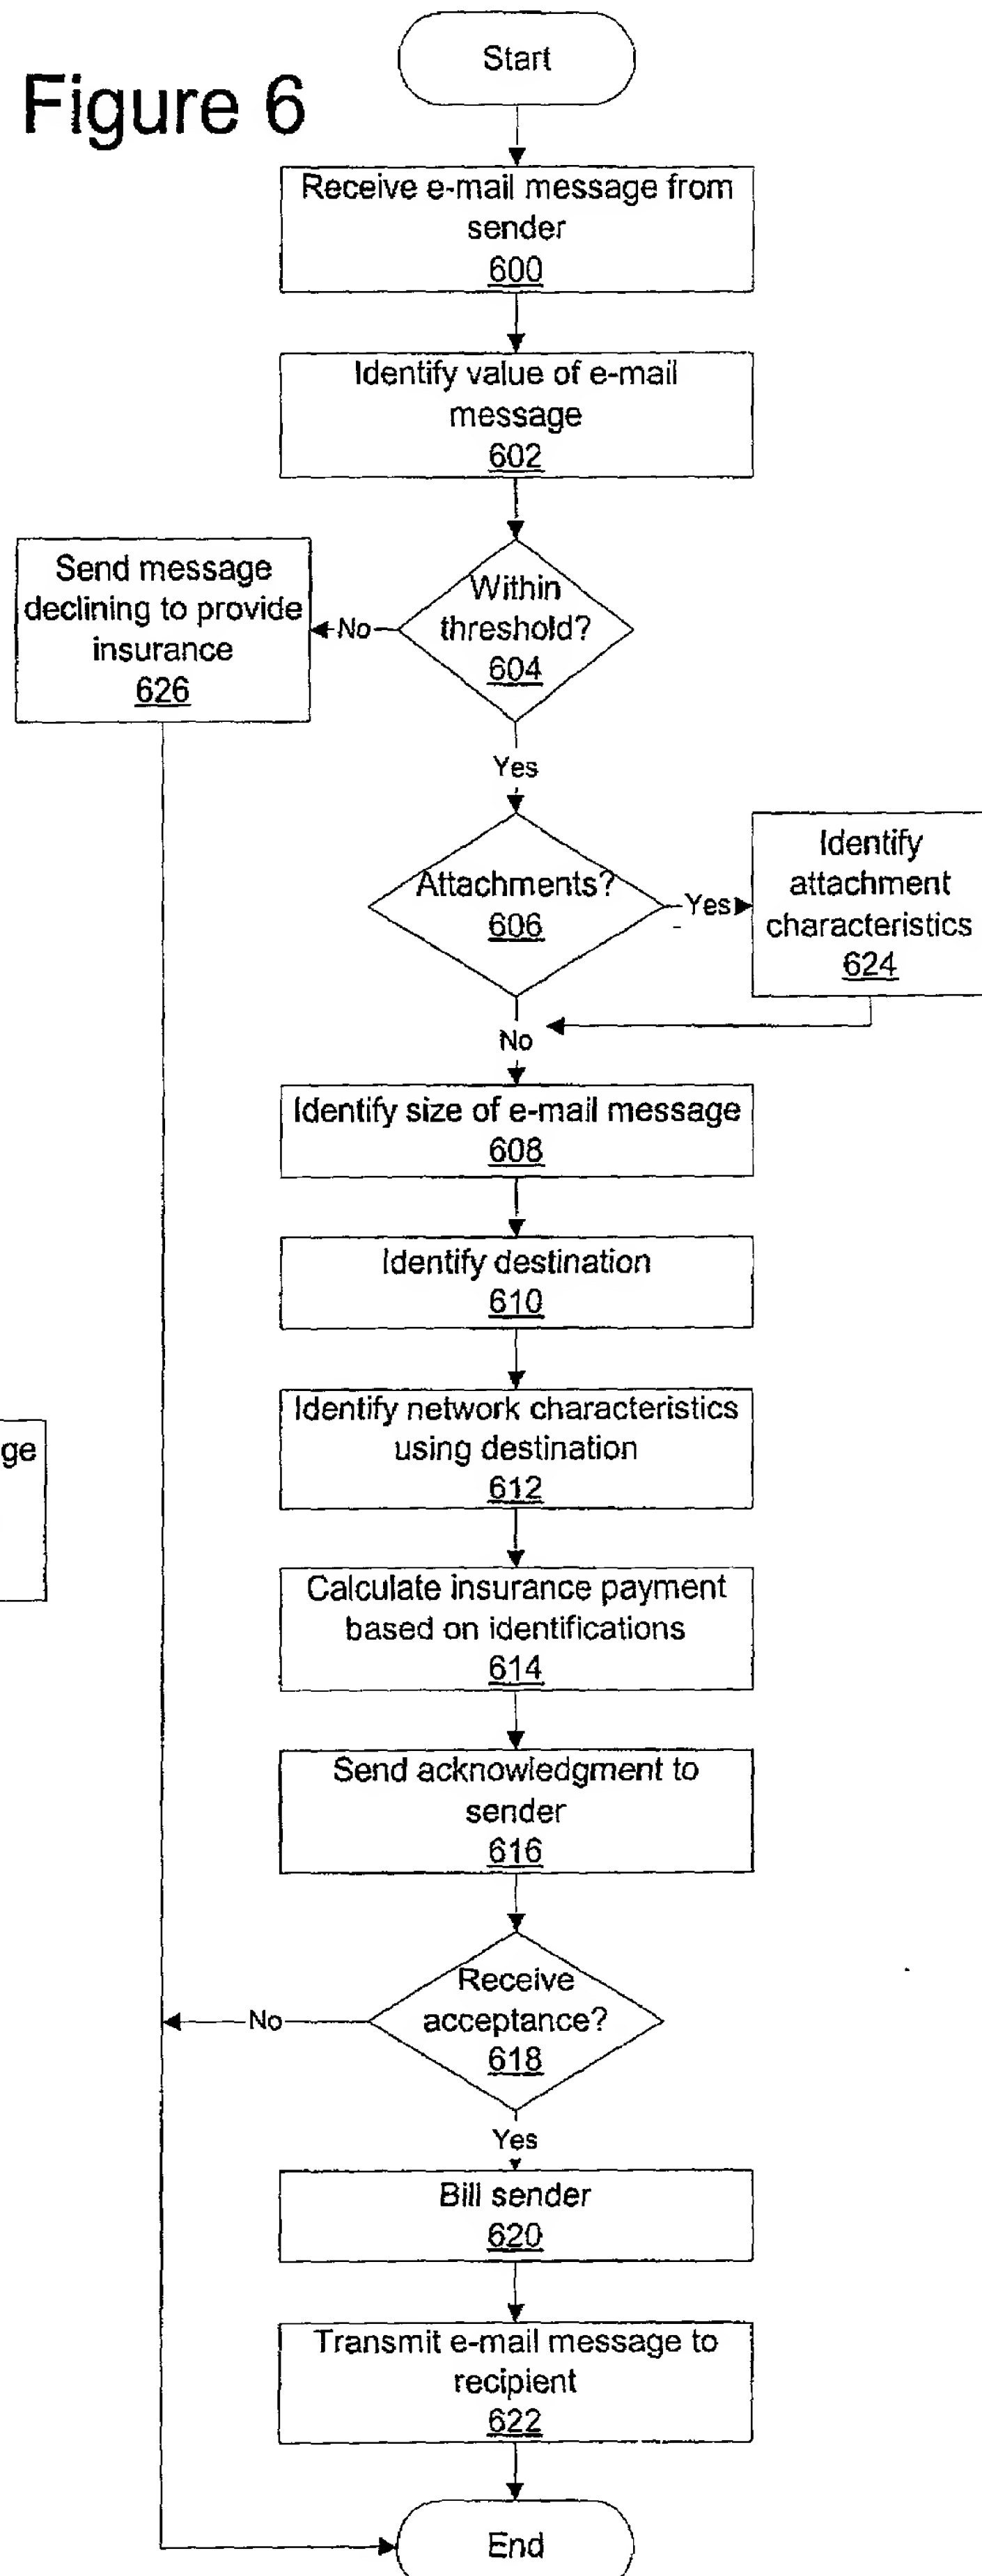 Figure 6
Start
Receive e-mail message from
sender
600
Identify value of e-mail
message
602
Within
threshold?
604
No
Send message
declining to provide
insurance
626
Yes
Attachments?
606
Yes
Identify
attachment
characteristics
624
No
Identify size of e-mail message
608
Identify destination
610
Identify network characteristics
using destination
612
ge
Calculate insurance payment
based on identifications
614
Send acknowledgment to
sender
616
Receive
acceptance?
618
No
Yes
Bill sender
620
Transmit e-mail message to
recipient
622
End